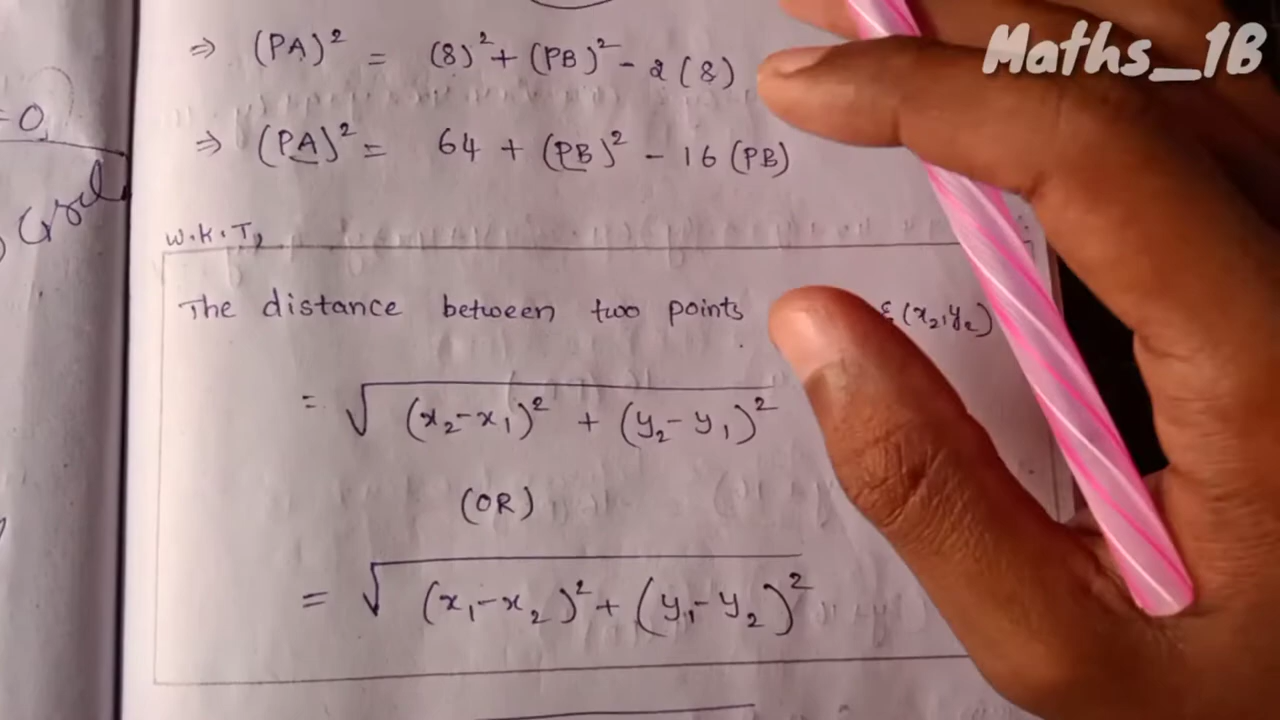 Maths_1B
⇒ (PA)² = (8)² + (PB)² - 2(8)
= 0
⇒ (PA)² = 64 + (PB)² - 16 (PB)
W.K.T,
The distance between two points & (x₂,y₂)
= √(x₂-x₁)² + (y₂-y₁)²
(OR)
= √(x₁-x₂)² + (y₁-y₂)²